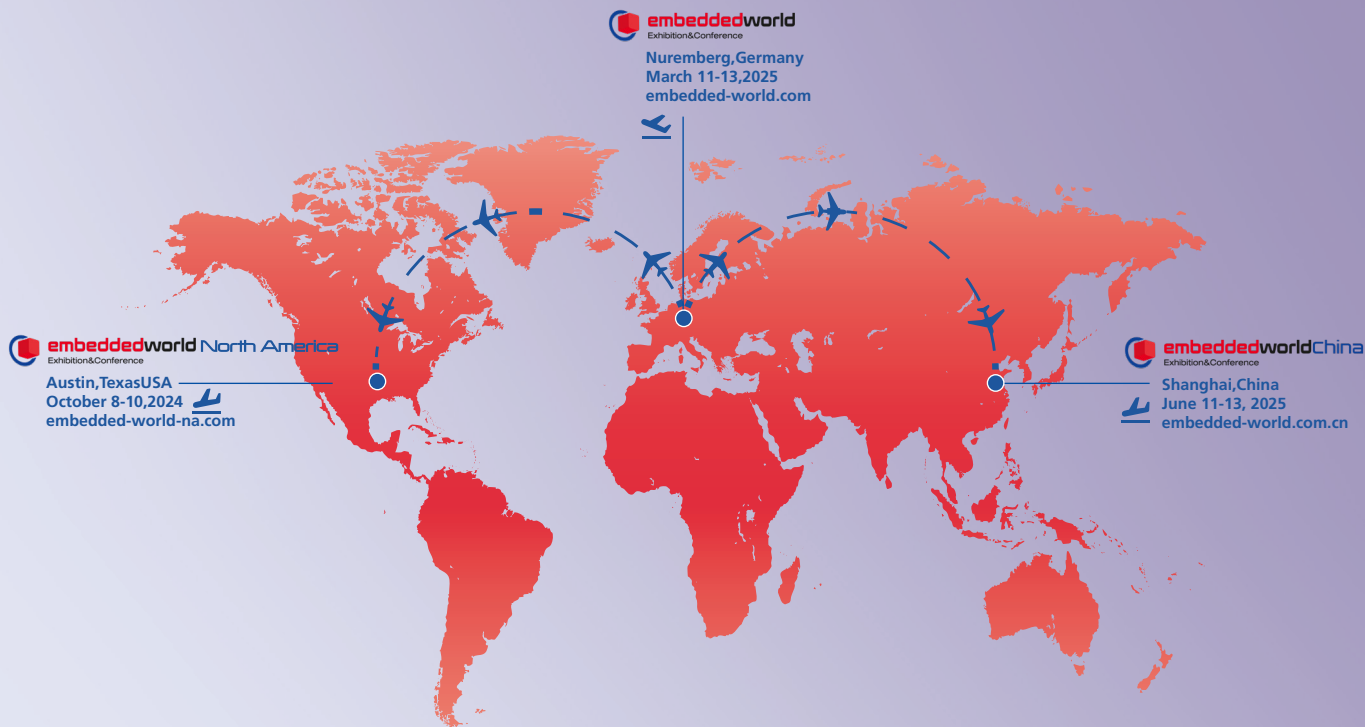 embeddedworld
Exhibition&Conference
Nuremberg,Germany
March 11-13,2025
embedded-world.com
embeddedworld North America
Exhibition&Conference
Austin,TexasUSA
October 8-10,2024
embedded-world-na.com
embeddedworldChina
Exhibition&Conference
Shanghai,China
June 11-13, 2025
embedded-world.com.cn